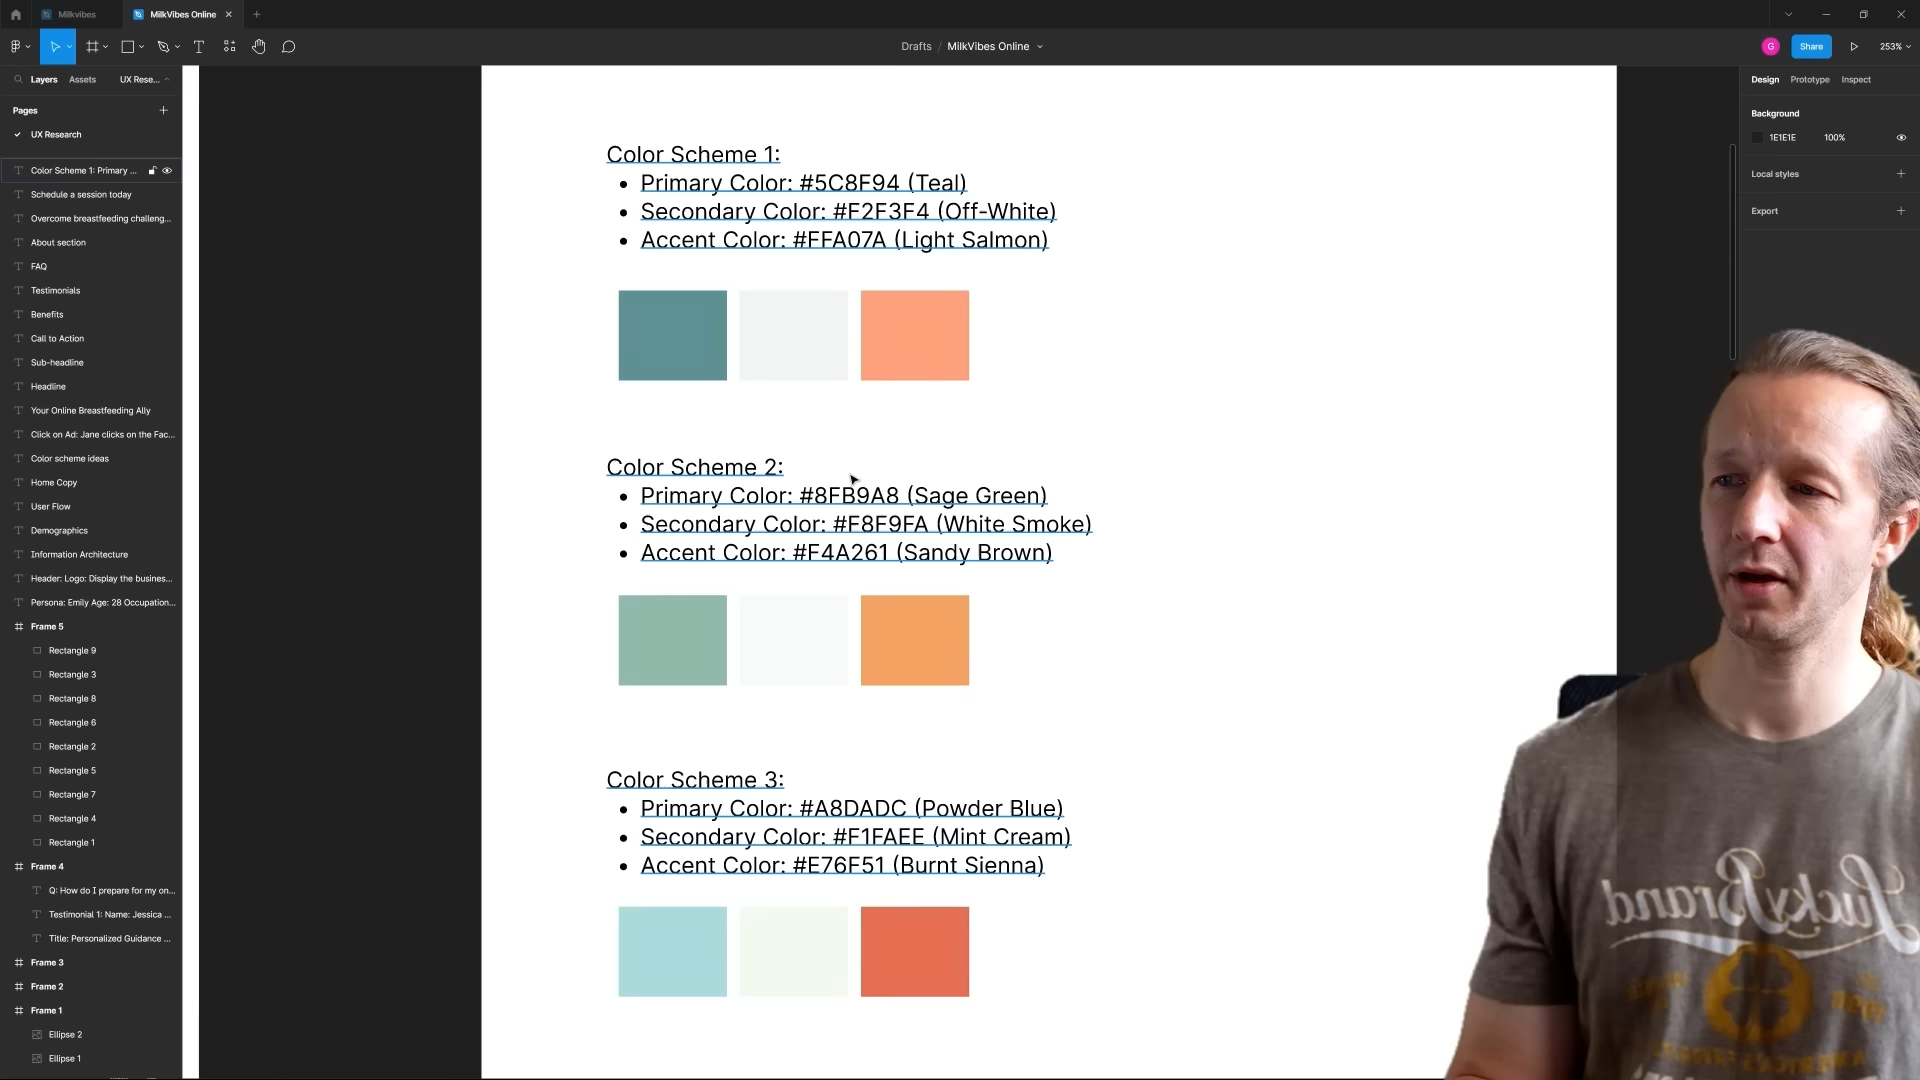 Milkvibes
MilkVibes Online
Drafts / MilkVibes Online
G
Share
253%
Layers
Assets
UX Rese...
Pages
UX Research
Color Scheme 1: Primary ...
Schedule a session today
Overcome breastfeeding challeng...
About section
FAQ
Testimonials
Benefits
Call to Action
Sub-headline
Headline
Your Online Breastfeeding Ally
Click on Ad: Jane clicks on the Fac...
Color scheme ideas
Home Copy
User Flow
Demographics
Information Architecture
Header: Logo: Display the busines...
Persona: Emily Age: 28 Occupation...
Frame 5
Rectangle 9
Rectangle 3
Rectangle 8
Rectangle 6
Rectangle 2
Rectangle 5
Rectangle 7
Rectangle 4
Rectangle 1
Frame 4
Q: How do I prepare for my on...
Testimonial 1: Name: Jessica ...
Title: Personalized Guidance ...
Frame 3
Frame 2
Frame 1
Ellipse 2
Ellipse 1
Color Scheme 1:
• Primary Color: #5C8F94 (Teal)
• Secondary Color: #F2F3F4 (Off-White)
• Accent Color: #FFA07A (Light Salmon)
Color Scheme 2:
• Primary Color: #8FB9A8 (Sage Green)
• Secondary Color: #F8F9FA (White Smoke)
• Accent Color: #F4A261 (Sandy Brown)
Color Scheme 3:
• Primary Color: #A8DADC (Powder Blue)
• Secondary Color: #F1FAEE (Mint Cream)
• Accent Color: #E76F51 (Burnt Sienna)
Design
Prototype
Inspect
Background
1E1E1E
100%
Local styles
Export
Lucky Brand